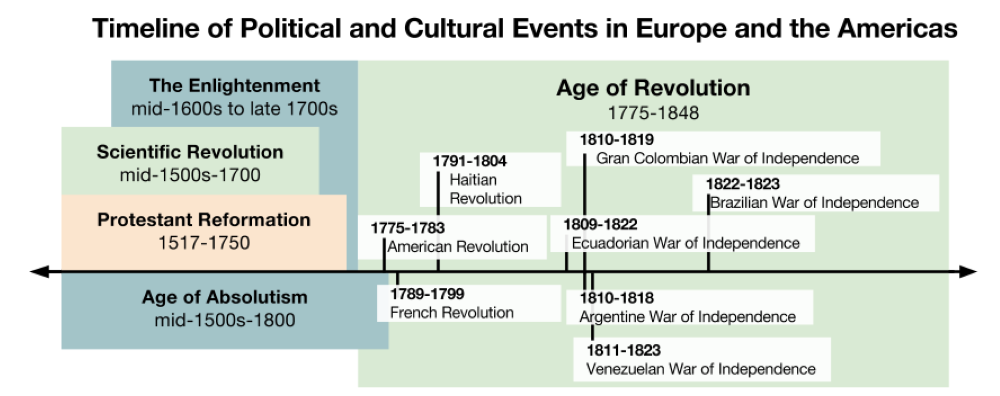 Timeline of Political and Cultural Events in Europe and the Americas
The Enlightenment
mid-1600s to late 1700s
Scientific Revolution
mid-1500s-1700
Protestant Reformation
1517-1750
Age of Absolutism
mid-1500s-1800
Age of Revolution
1775-1848
1810-1819
Gran Colombian War of Independence
1791-1804
Haitian
Revolution
1822-1823
Brazilian War of Independence
1775-1783
American Revolution
1809-1822
Ecuadorian War of Independence
1789-1799
French Revolution
1810-1818
Argentine War of Independence
1811-1823
Venezuelan War of Independence